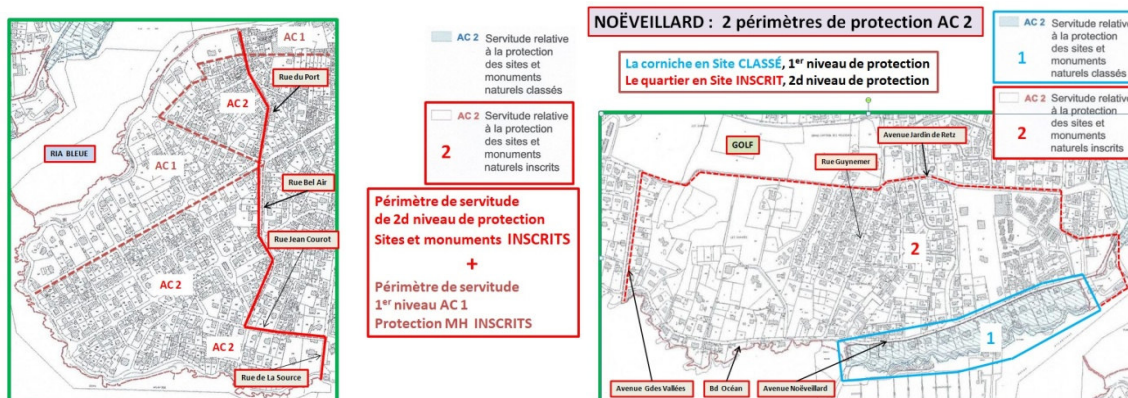 AC 1
Rue du Port
AC 2
RIA BLEUE
AC 1
Rue Bel Air
Rue Jean Courot
AC 2
AC 2
Rue de La Source
AC 2 Servitude relative
à la protection
des sites et
monuments
naturels classés
AC 2 Servitude relative
à la protection
des sites et
monuments
naturels inscrits
2
Périmètre de servitude
de 2d niveau de protection
Sites et monuments INSCRITS
+
Périmètre de servitude
1er niveau AC 1
Protection MH INSCRITS
NOËVEILLARD : 2 périmètres de protection AC 2
La corniche en Site CLASSÉ, 1er niveau de protection
Le quartier en Site INSCRIT, 2d niveau de protection
AC 2 Servitude relative
à la protection
des sites et
monuments
naturels classés
1
AC 2 Servitude relative
à la protection
des sites et
monuments
naturels inscrits
2
Avenue Jardin de Retz
GOLF
Rue Guynemer
2
1
Avenue Gdes Vallées
Bd Océan
Avenue Noëveillard